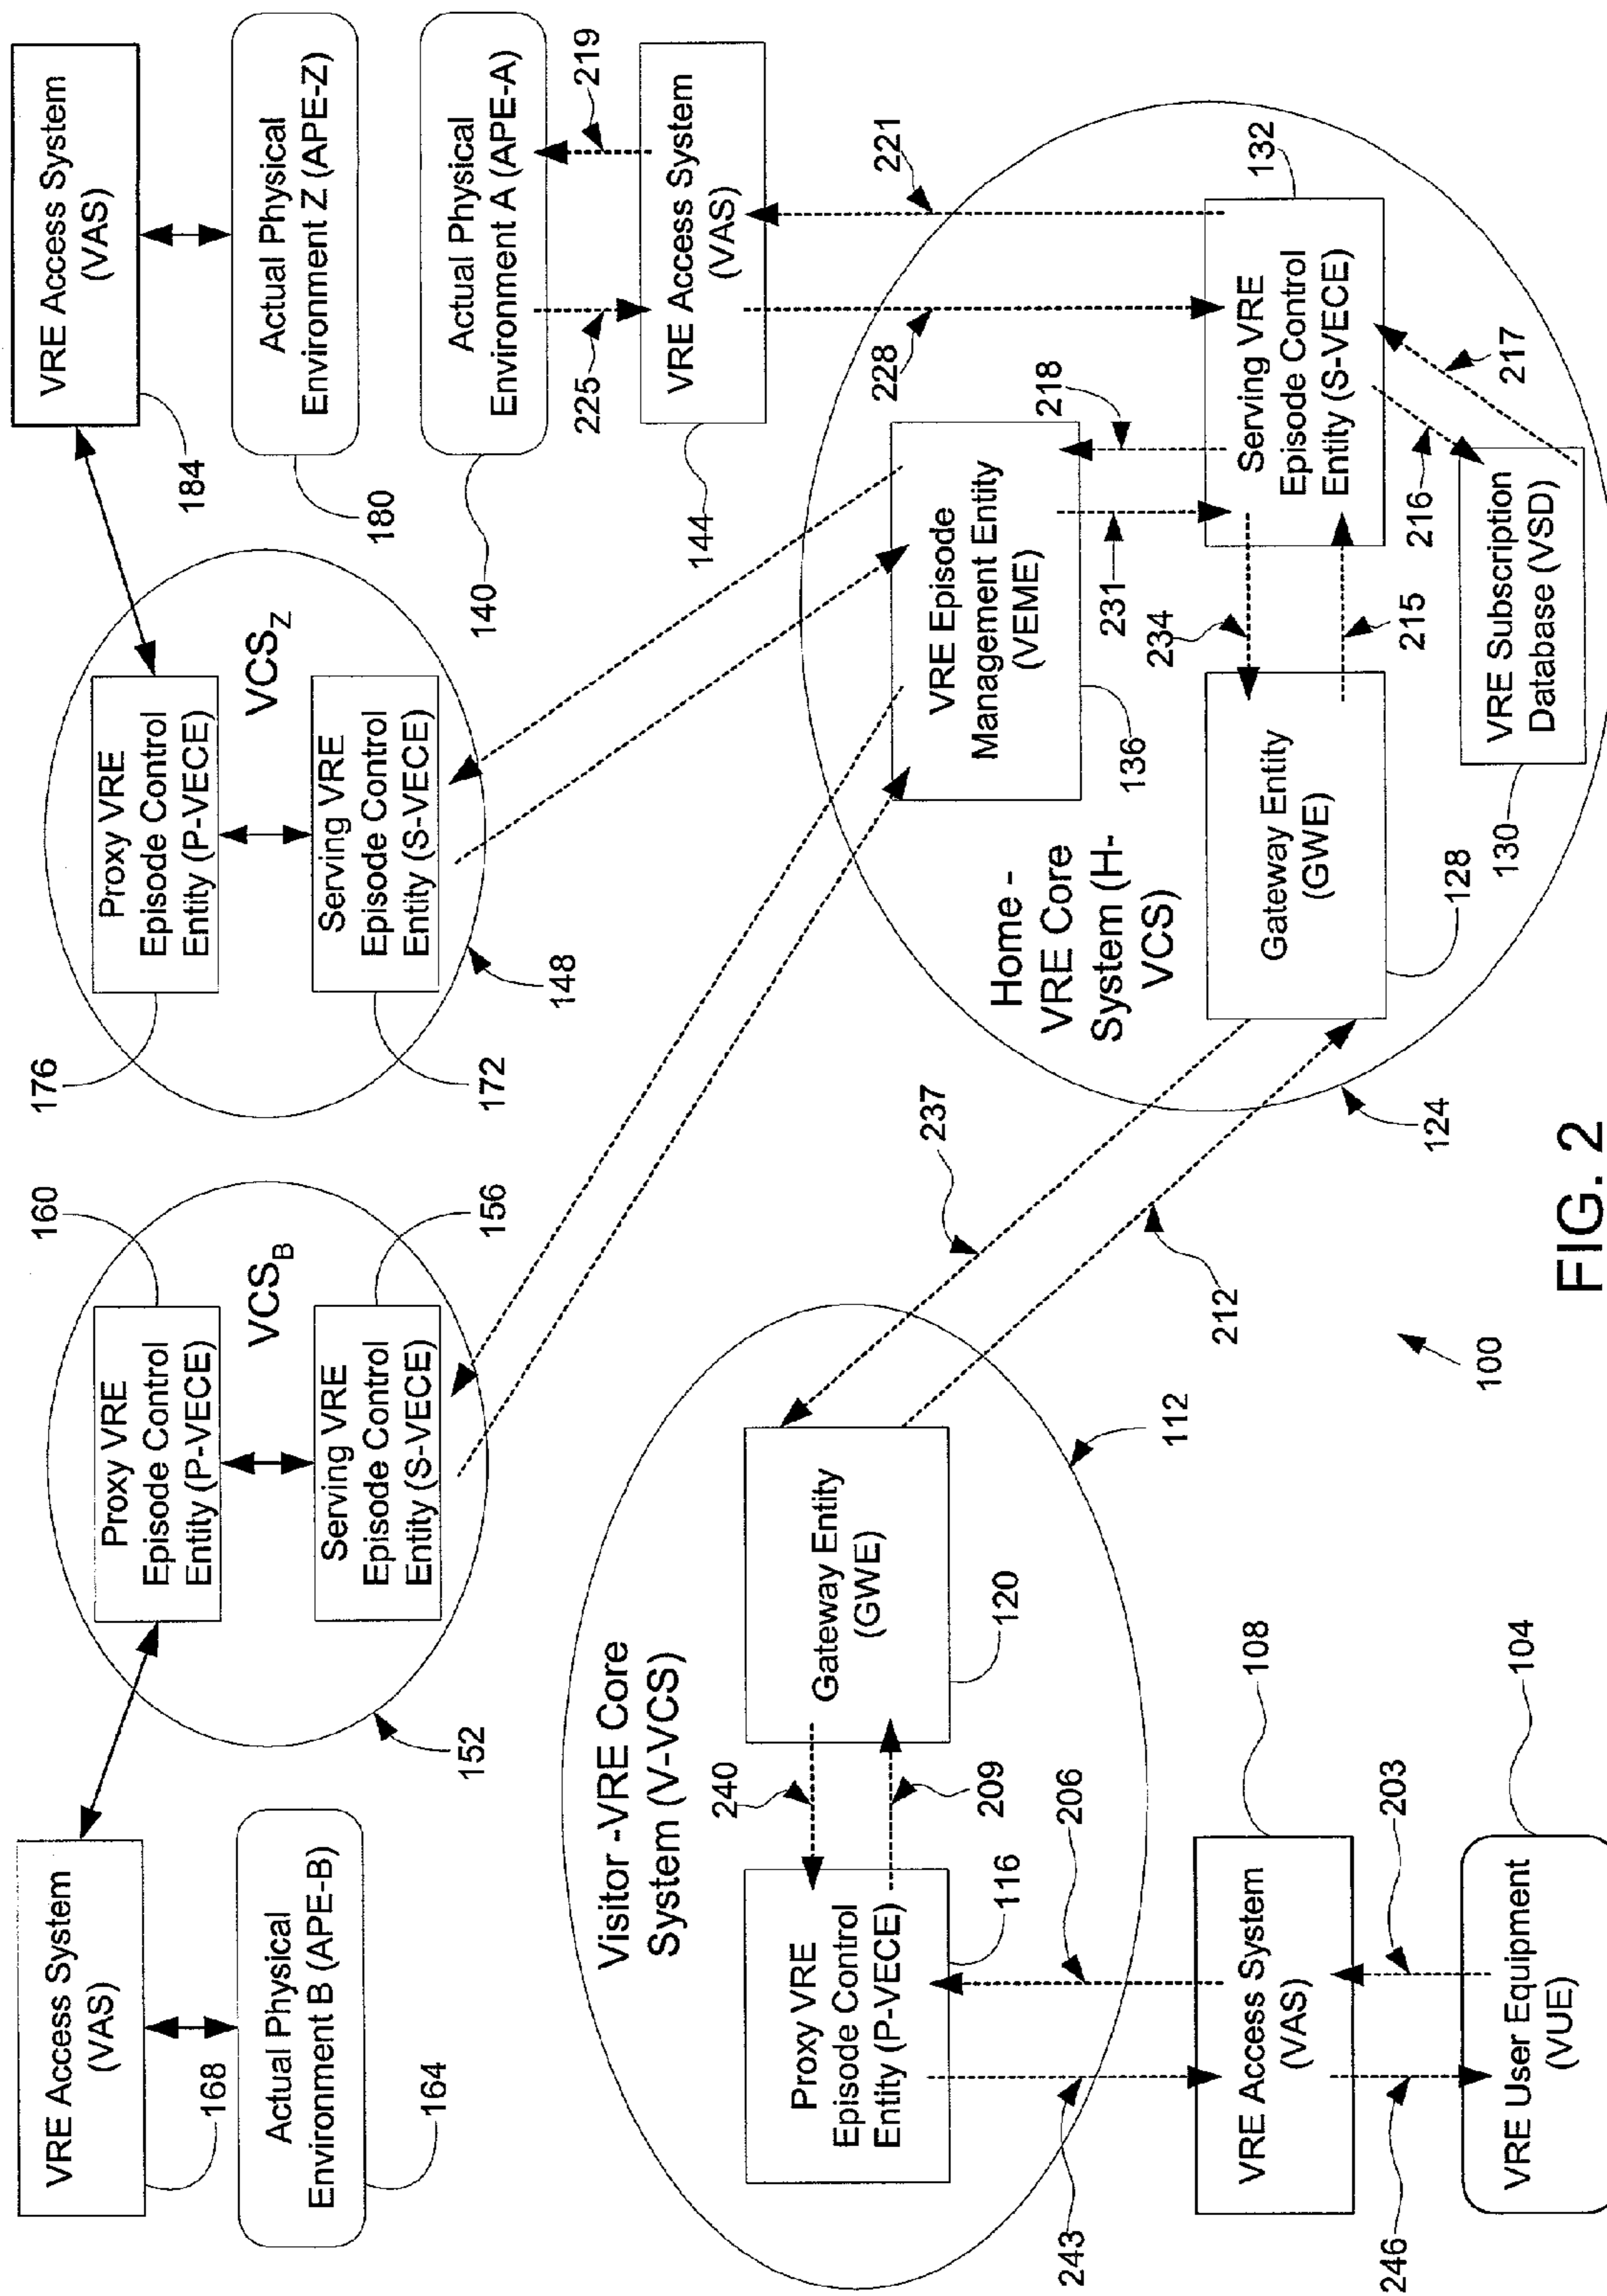 VRE Access System
(VAS)
168
Actual Physical
Environment B (APE-B)
164
Proxy VRE
Episode Control
Entity (P-VECE)
160
VCSB
Serving VRE
Episode Control
Entity (S-VECE)
156
152
Proxy VRE
Episode Control
Entity (P-VECE)
176
VCSZ
Serving VRE
Episode Control
Entity (S-VECE)
172
148
VRE Access System
(VAS)
184
Actual Physical
Environment Z (APE-Z)
180
Actual Physical
Environment A (APE-A)
140
219
225
VRE Access System
(VAS)
144
221
228
Visitor -VRE Core
System (V-VCS)
Proxy VRE
Episode Control
Entity (P-VECE)
116
240
209
Gateway Entity
(GWE)
120
112
206
243
VRE Access System
(VAS)
108
203
246
VRE User Equipment
(VUE)
104
237
212
VRE Episode
Management Entity
(VEME)
136
218
231
Home -
VRE Core
System (H-
VCS)
Gateway Entity
(GWE)
128
234
215
Serving VRE
Episode Control
Entity (S-VECE)
132
216
217
VRE Subscription
Database (VSD)
130
124
100
FIG. 2